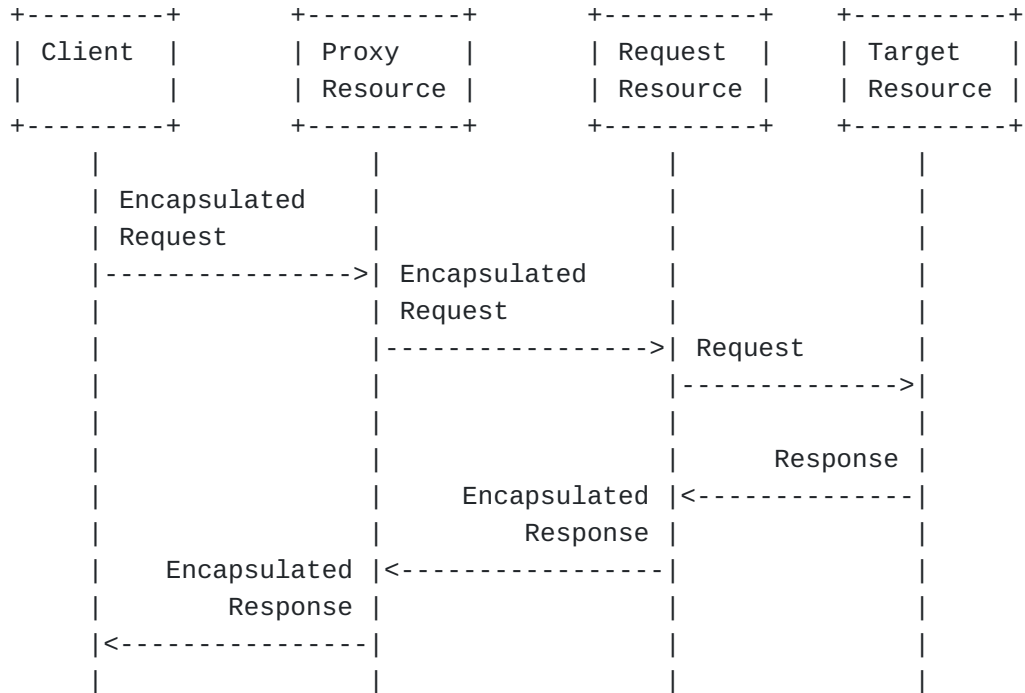 Client Proxy Request Target
Resource Resource Resource
Encapsulated
Request
Encapsulated
Request
Request
Response
Encapsulated
Response
Encapsulated
Response